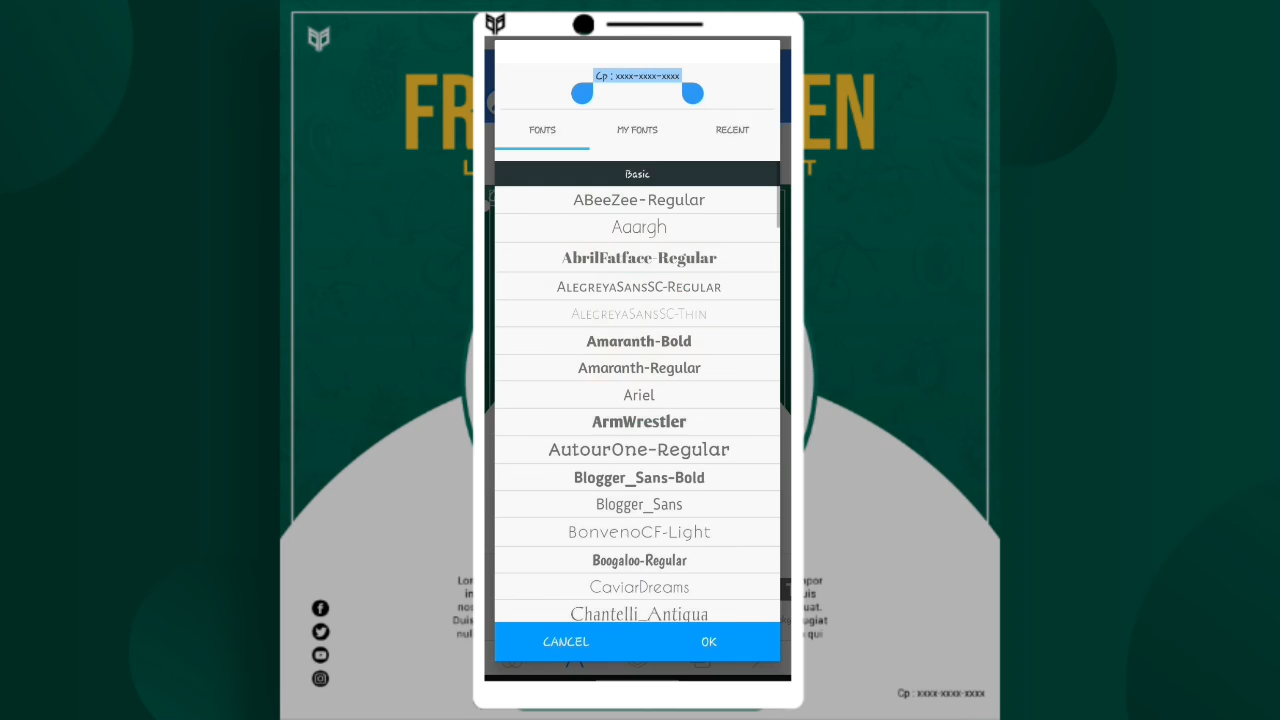 Cp : xxxx-xxxx-xxxx
FONTS MY FONTS RECENT
Basic
ABeeZee-Regular
Aaargh
AbrilFatface-Regular
AlegreyaSansSC-Regular
AlegreyaSansSC-Thin
Amaranth-Bold
Amaranth-Regular
Ariel
ArmWrestler
AutourOne-Regular
Blogger_Sans-Bold
Blogger_Sans
BonvenoCF-Light
Boogaloo-Regular
CaviarDreams
Chantelli_Antiqua
CANCEL OK
FR EN
Cp : xxxx-xxxx-xxxx